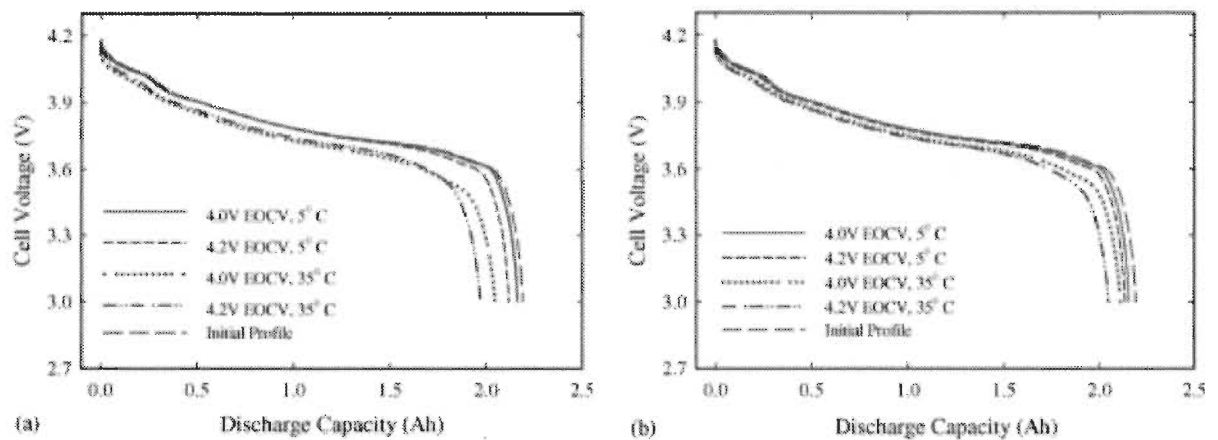 4.2
3.9
3.6
3.3
3.0
2.7
Cell Voltage (V)
4.0V EOCV, 5° C
4.2V EOCV, 5° C
4.0V EOCV, 35° C
4.2V EOCV, 35° C
Initial Profile
0.0 0.5 1.0 1.5 2.0 2.5
(a) Discharge Capacity (Ah)
4.2
3.9
3.6
3.3
3.0
2.7
Cell Voltage (V)
4.0V EOCV, 5° C
4.2V EOCV, 5° C
4.0V EOCV, 35° C
4.2V EOCV, 35° C
Initial Profile
0.0 0.5 1.0 1.5 2.0 2.5
(b) Discharge Capacity (Ah)